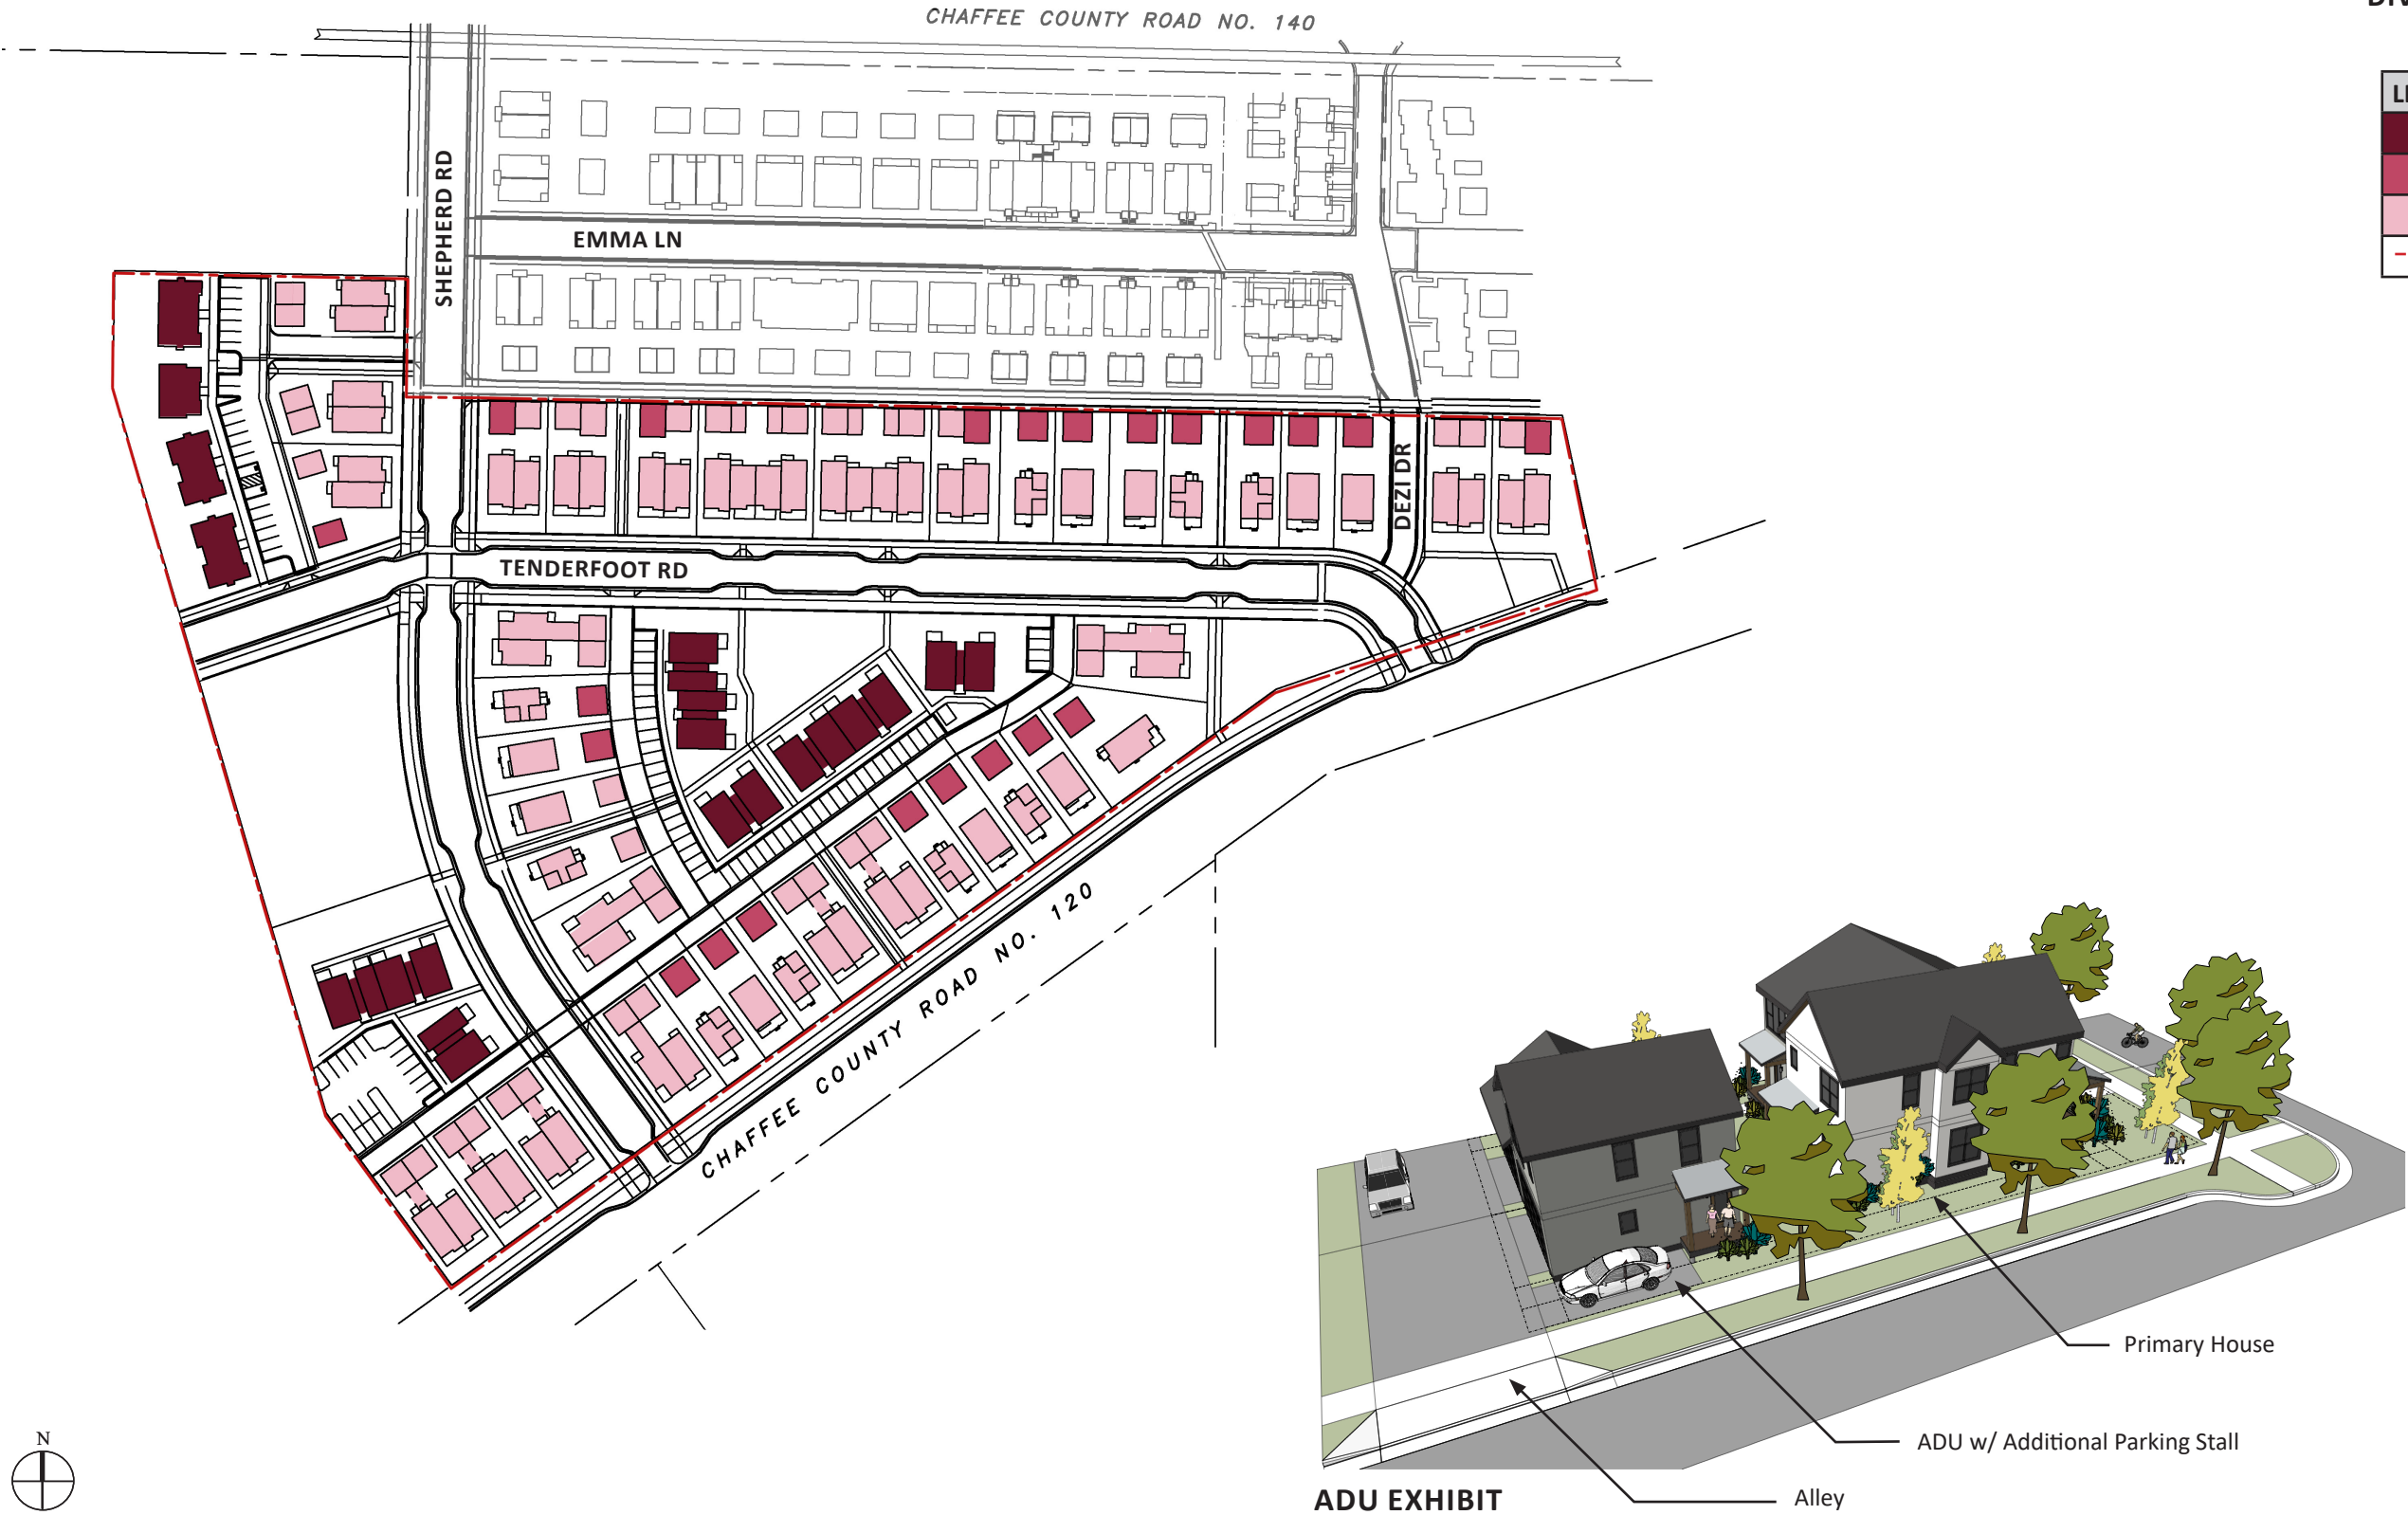 CHAFFEE COUNTY ROAD NO. 140
SHEPHERD RD
EMMA LN
DEZI DR
TENDERFOOT RD
CHAFFEE COUNTY ROAD NO. 120
Primary House
ADU w/ Additional Parking Stall
Alley
ADU EXHIBIT
N